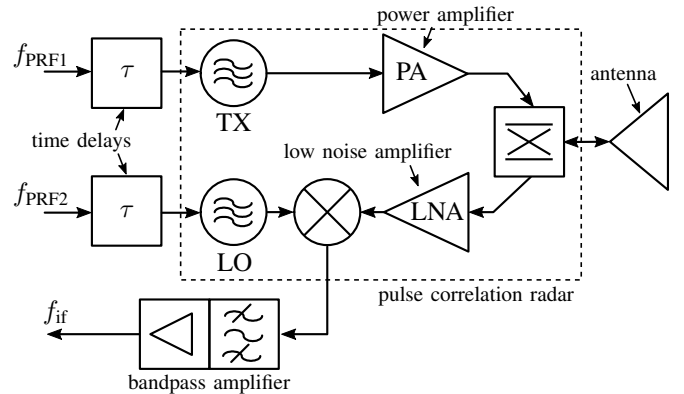 power amplifier
f_PRF1
τ
PA
antenna
TX
time delays
low noise amplifier
f_PRF2
τ
LNA
LO
pulse correlation radar
f_if
bandpass amplifier